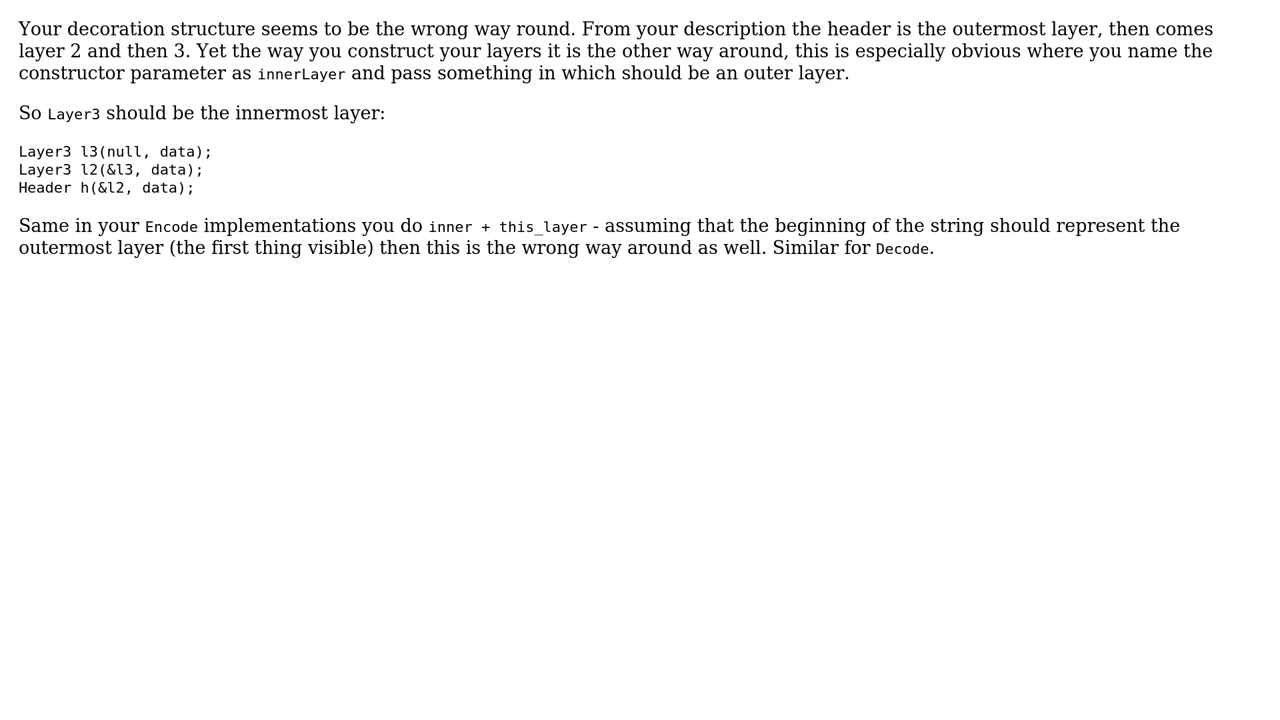 Your decoration structure seems to be the wrong way round. From your description the header is the outermost layer, then comes
layer 2 and then 3. Yet the way you construct your layers it is the other way around, this is especially obvious where you name the
constructor parameter as innerLayer and pass something in which should be an outer layer.
So Layer3 should be the innermost layer:
Layer3 l3(null, data);
Layer3 l2(&l3, data);
Header h(&l2, data);
Same in your Encode implementations you do inner + this_layer - assuming that the beginning of the string should represent the
outermost layer (the first thing visible) then this is the wrong way around as well. Similar for Decode.